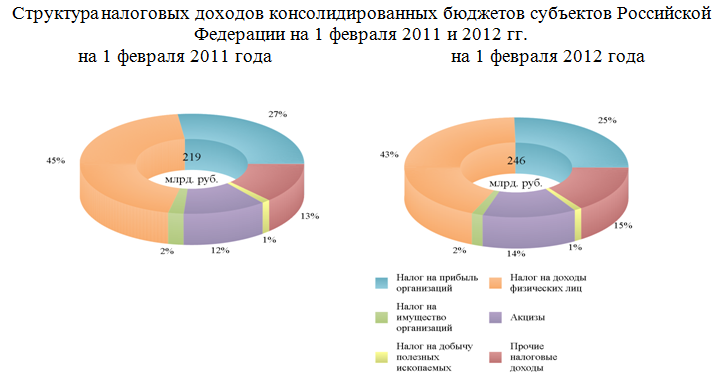 Структура налоговых доходов консолидированных бюджетов субъектов Российской
Федерации на 1 февраля 2011 и 2012 гг.
на 1 февраля 2011 года
на 1 февраля 2012 года
27%
45%
219
млрд. руб.
13%
1%
12%
2%
25%
43%
246
млрд. руб.
15%
1%
14%
2%
Налог на прибыль
организаций
Налог на доходы
физических лиц
Налог на
имущество
организаций
Акцизы
Налог на добычу
полезных
ископаемых
Прочие
налоговые
доходы